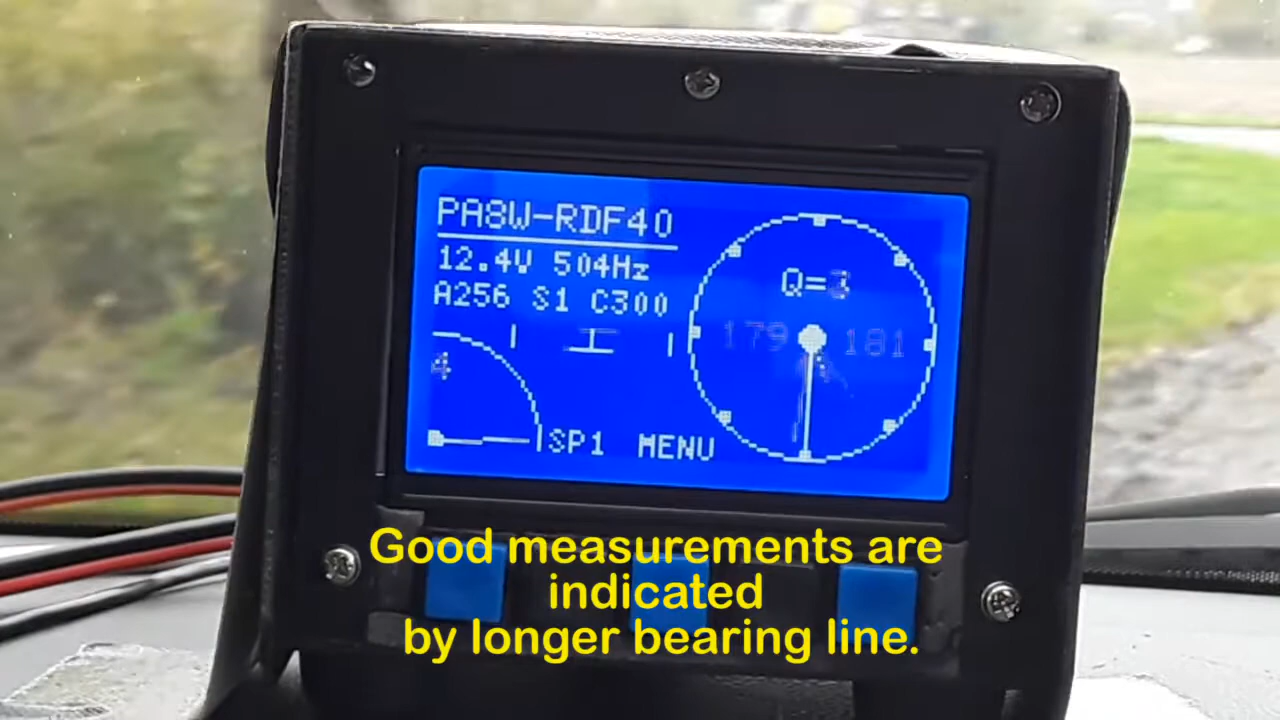 PA8W-RDF40
12.4V 504Hz
A256 S1 C300
4
SP1 MENU
Q=3
179 181
Good measurements are
indicated
by longer bearing line.